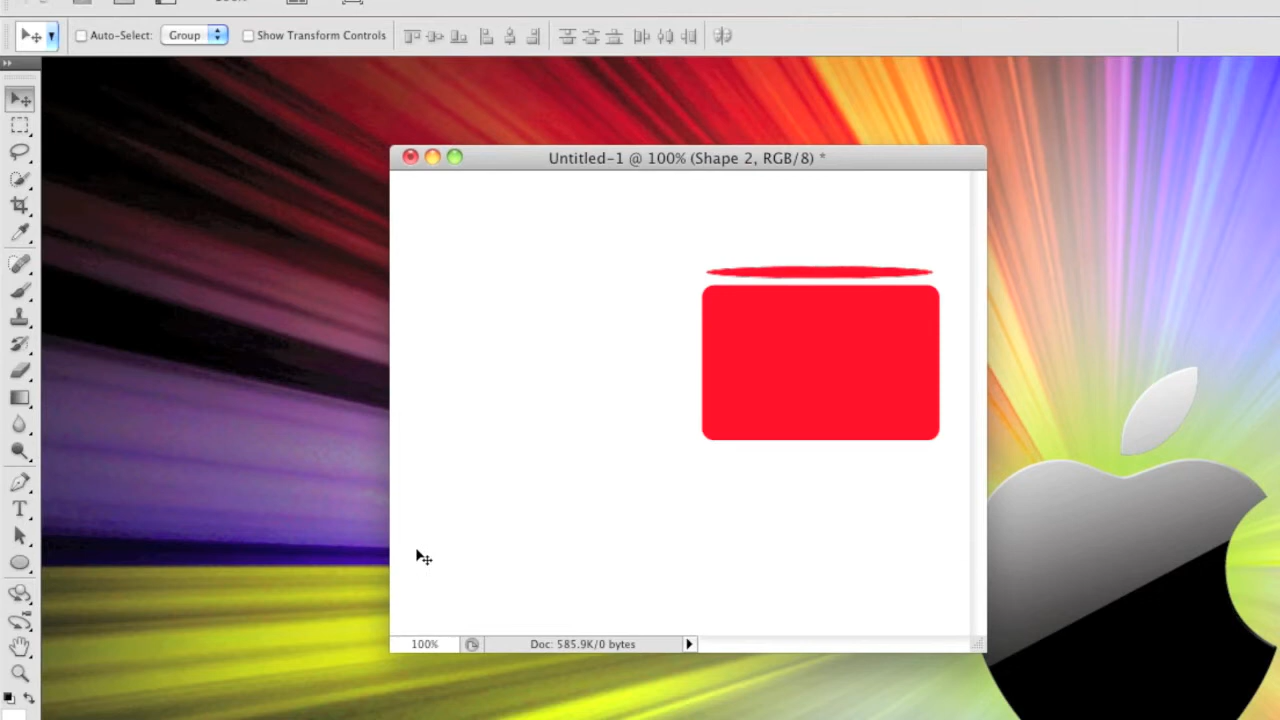 Auto-Select: Group Show Transform Controls
Untitled-1 @ 100% (Shape 2, RGB/8) *
100% Doc: 585.9K/0 bytes